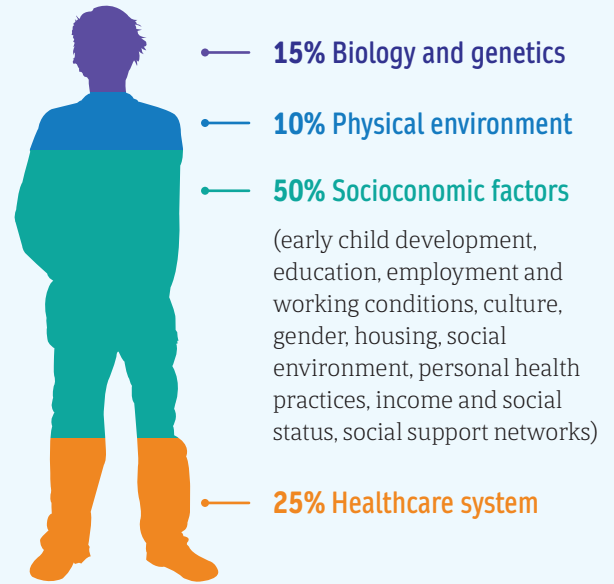 15% Biology and genetics
10% Physical environment
50% Socioeconomic factors
(early child development,
education, employment and
working conditions, culture,
gender, housing, social
environment, personal health
practices, income and social
status, social support networks)
25% Healthcare system